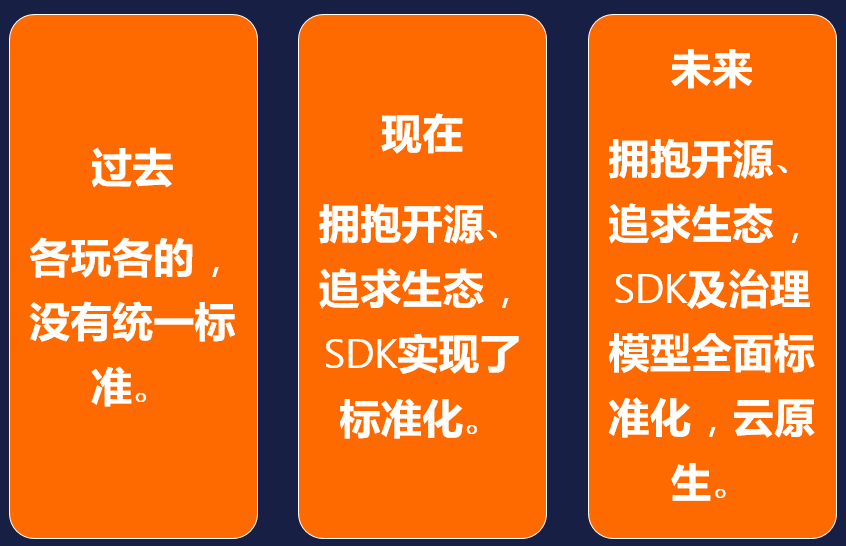 过去
各玩各的，
没有统一标
准。
现在
拥抱开源、
追求生态，
SDK实现了
标准化。
未来
拥抱开源、
追求生态，
SDK及治理
模型全面标
准化，云原
生。